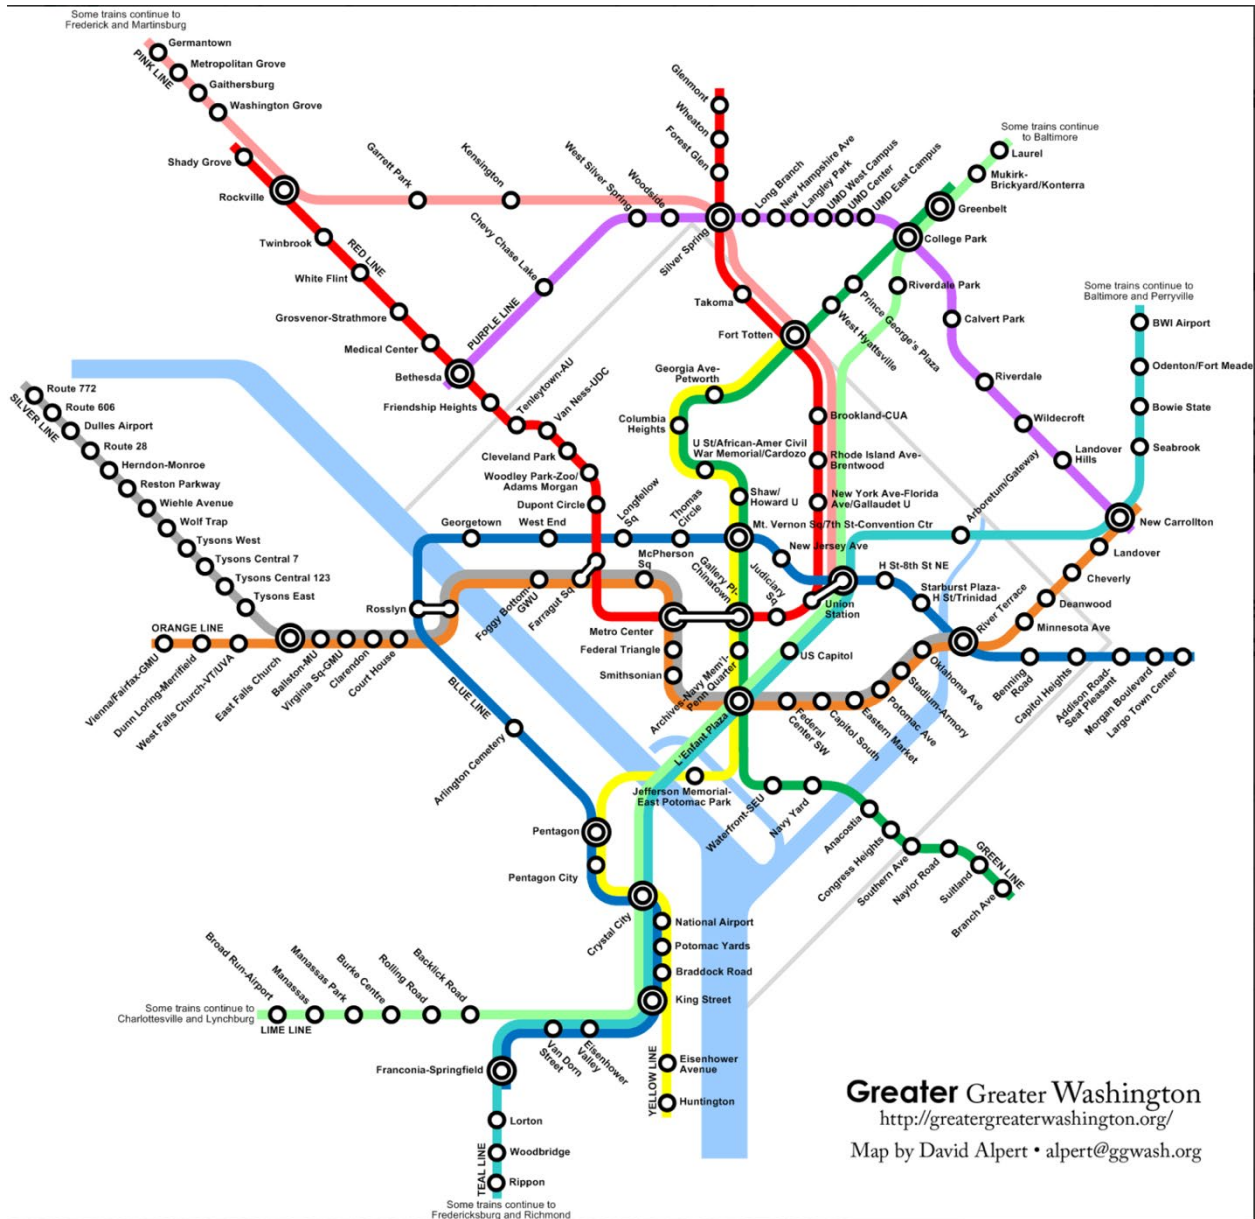 Some trains continue to
Frederick and Martinsburg
Germantown
PINK LINE
Metropolitan Grove
Gaithersburg
Washington Grove
Shady Grove
Rockville
Garrett Park
Kensington
West Silver Spring
Woodside
Glenmont
Wheaton
Forest Glen
Silver Spring
Long Branch
New Hampshire Ave
Langley Park
UMD West Campus
UMD Center
UMD East Campus
Some trains continue
to Baltimore
Laurel
Mukirk-
Brickyard/Konterra
Greenbelt
College Park
Twinbrook
RED LINE
White Flint
Grosvenor-Strathmore
Medical Center
Bethesda
Chevy Chase Lake
PURPLE LINE
Takoma
Fort Totten
Riverdale Park
Prince George's Plaza
West Hyattsville
Calvert Park
Riverdale
Wildecroft
Landover
Hills
Some trains continue to
Baltimore and Perryville
BWI Airport
Odenton/Fort Meade
Bowie State
Seabrook
New Carrollton
Friendship Heights
Tenleytown-AU
Van Ness-UDC
Cleveland Park
Woodley Park-Zoo/
Adams Morgan
Dupont Circle
Georgia Ave-
Petworth
Columbia
Heights
U St/African-Amer Civil
War Memorial/Cardozo
Shaw/
Howard U
Mt. Vernon Sq/7th St-Convention Ctr
Brookland-CUA
Rhode Island Ave-
Brentwood
New York Ave-Florida
Ave/Gallaudet U
Arboretum/Gateway
Route 772
SILVER LINE
Route 606
Dulles Airport
Route 28
Herndon-Monroe
Reston Parkway
Wiehle Avenue
Wolf Trap
Tysons West
Tysons Central 7
Tysons Central 123
Tysons East
Georgetown
West End
Longfellow
Sq
Thomas
Circle
New Jersey Ave
H St-8th St NE
Starburst Plaza-
H St/Trinidad
River Terrace
Landover
Cheverly
Deanwood
Minnesota Ave
Rosslyn
Foggy Bottom-
GWU
Farragut Sq
McPherson
Sq
Metro Center
Gallery Pl-
Chinatown
Judiciary
Sq
Union
Station
ORANGE LINE
Vienna/Fairfax-GMU
Dunn Loring-Merrifield
West Falls Church-VT/UVA
East Falls Church
Ballston-MU
Virginia Sq-GMU
Clarendon
Court House
Federal Triangle
Smithsonian
Archives-Navy Mem'l-
Penn Quarter
US Capitol
L'Enfant Plaza
Federal
Center SW
Capitol South
Eastern Market
Potomac Ave
Stadium-Armory
Oklahoma Ave
Benning
Road
Capitol Heights
Addison Road-
Seat Pleasant
Morgan Boulevard
Largo Town Center
BLUE LINE
Arlington Cemetery
Pentagon
Pentagon City
Jefferson Memorial-
East Potomac Park
Waterfront-SEU
Navy Yard
Anacostia
Congress Heights
Southern Ave
Naylor Road
Suitland
Branch Ave
GREEN LINE
Crystal City
National Airport
Potomac Yards
Braddock Road
King Street
Some trains continue to
Charlottesville and Lynchburg
Broad Run-Airport
Manassas
Manassas Park
Burke Centre
Rolling Road
Backlick Road
LIME LINE
Franconia-Springfield
Van Dorn
Street
Eisenhower
Valley
YELLOW LINE
Eisenhower
Avenue
Huntington
Lorton
Woodbridge
Rippon
TEAL LINE
Some trains continue to
Fredericksburg and Richmond
Greater Greater Washington
http://greatergreaterwashington.org/
Map by David Alpert • alpert@ggwash.org